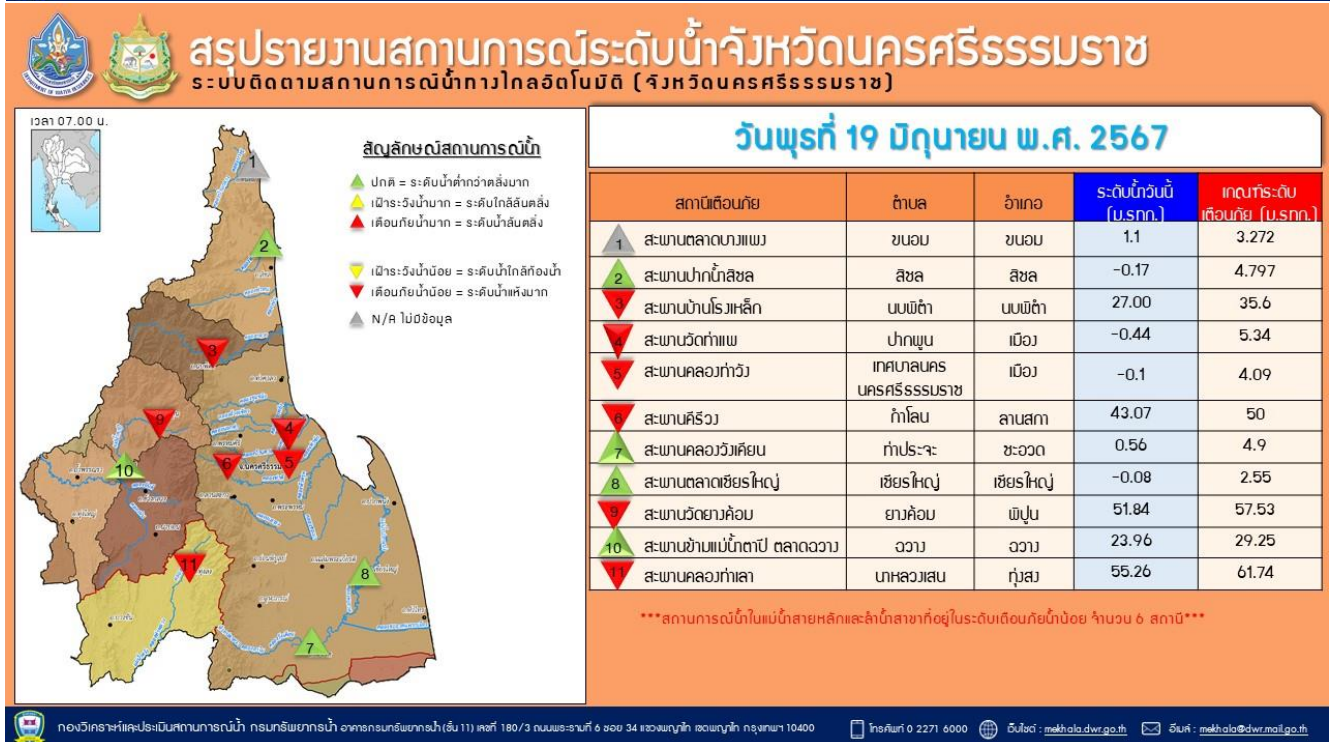 สรุปรายงานสถานการณ์ระดับน้ำจังหวัดนครศรีธรรมราช
ระบบติดตามสถานการณ์น้ำทางไกลอัตโนมัติ (จังหวัดนครศรีธรรมราช)
เวลา 07.00 น.
สัญลักษณ์สถานการณ์น้ำ
ปกติ = ระดับน้ำต่ำกว่าตลิ่งมาก
เฝ้าระวังน้ำมาก = ระดับใกล้ล้นตลิ่ง
เตือนภัยน้ำมาก = ระดับน้ำล้นตลิ่ง
เฝ้าระวังน้ำน้อย = ระดับน้ำใกล้ท้องน้ำ
เตือนภัยน้ำน้อย = ระดับน้ำแห้งมาก
N/A ไม่มีข้อมูล
1
2
3
9
4
10
6
5
11
8
7
วันพุธที่ 19 มิถุนายน พ.ศ. 2567
สถานีเตือนภัย ตำบล อำเภอ ระดับน้ำวันนี้ (ม.รทก.) เกณฑ์ระดับเตือนภัย (ม.รทก.)
1 สะพานตลาดบางแพง ขนอม ขนอม 1.1 3.272
2 สะพานปากน้ำสิชล สิชล สิชล -0.17 4.797
3 สะพานบ้านโรงเหล็ก นบพิตำ นบพิตำ 27.00 35.6
4 สะพานวัดท่าแพ ปากพูน เมือง -0.44 5.34
5 สะพานคลองท่าวัง เทศบาลนครนครศรีธรรมราช เมือง -0.1 4.09
6 สะพานคีรีวง กำโลน ลานสกา 43.07 50
7 สะพานคลองวังเคียน ท่าประจะ ชะอวด 0.56 4.9
8 สะพานตลาดเชียรใหญ่ เชียรใหญ่ เชียรใหญ่ -0.08 2.55
9 สะพานวัดยางค้อม ยางค้อม พิปูน 51.84 57.53
10 สะพานข้ามแม่น้ำตาปี ตลาดฉวาง ฉวาง ฉวาง 23.96 29.25
11 สะพานคลองท่าเลา นาหลวงเสน ทุ่งสง 55.26 61.74
***สถานการณ์น้ำในแม่น้ำสายหลักและลำน้ำสาขาที่อยู่ในระดับเตือนภัยน้ำน้อย จำนวน 6 สถานี***
กองวิเคราะห์และประเมินสถานการณ์น้ำ กรมทรัพยากรน้ำ อาคารกรมทรัพยากรน้ำ (ชั้น 11) เลขที่ 180/3 ถนนพระรามที่ 6 ซอย 34 แขวงพญาไท เขตพญาไท กรุงเทพฯ 10400 โทรศัพท์ 0 2271 6000 เว็บไซต์ : mekhala.dwr.go.th อีเมล์ : mekhala@dwr.mail.go.th